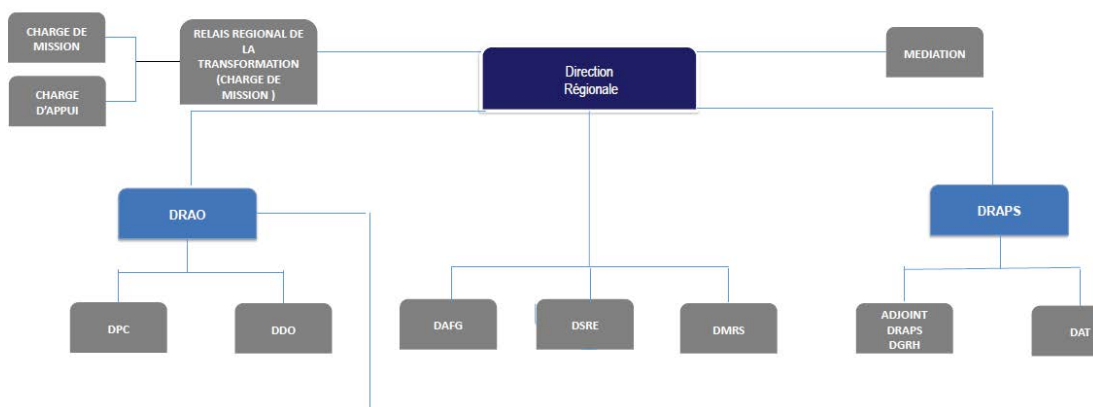 CHARGE DE
MISSION
RELAIS REGIONAL DE
LA
TRANSFORMATION
(CHARGE DE
MISSION )
CHARGE
D'APPUI
Direction
Régionale
MEDIATION
DRAO
DRAPS
DPC
DDO
DAFG
DSRE
DMRS
ADJOINT
DRAPS
DGRH
DAT